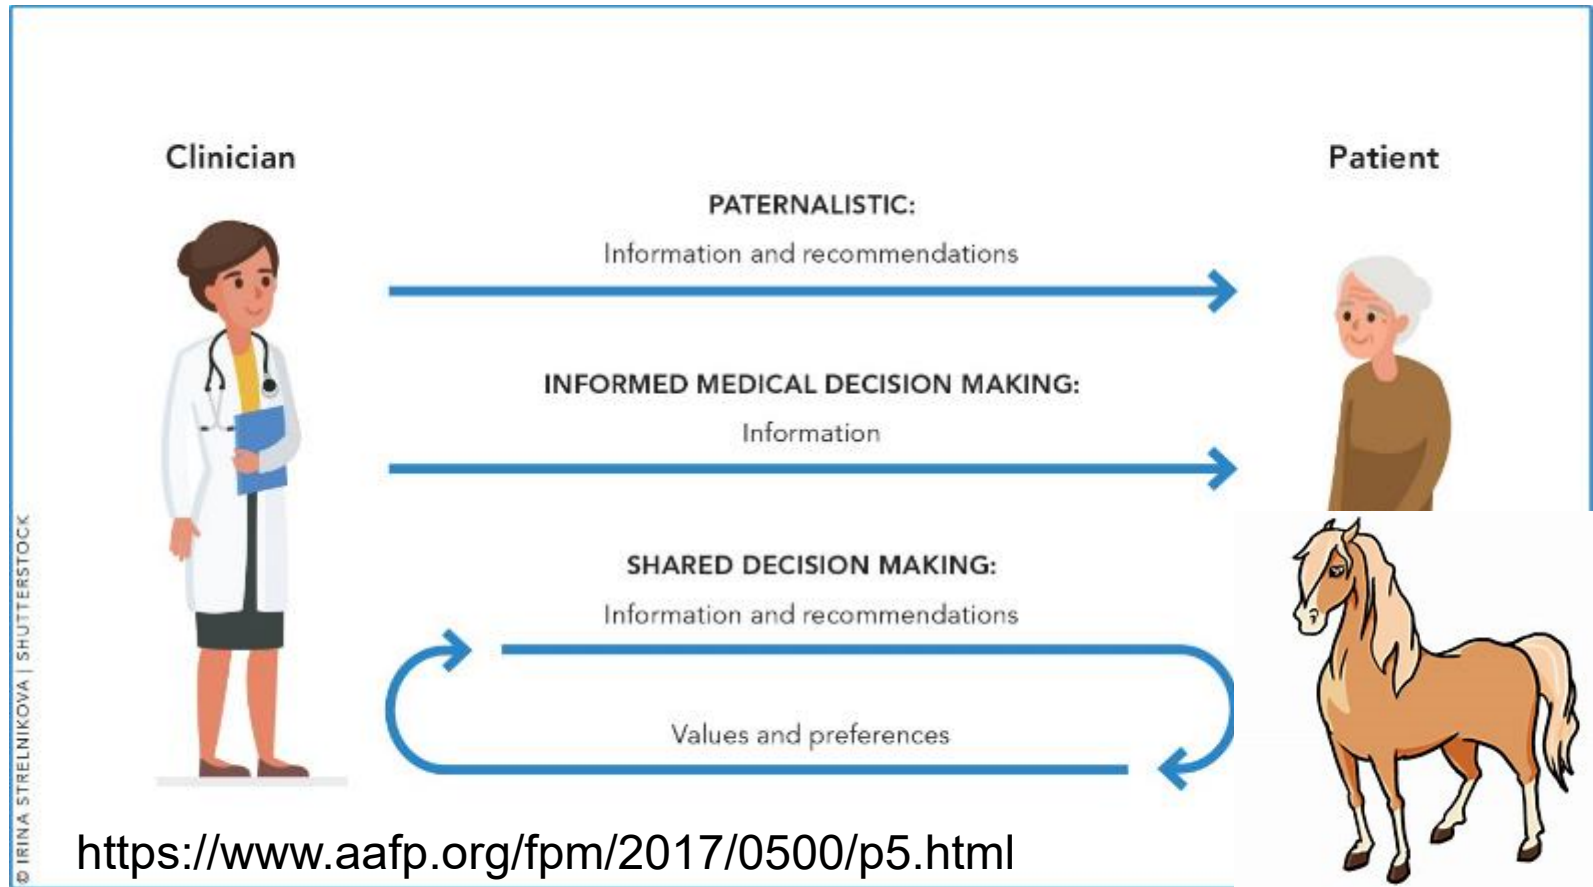 Clinician
Patient
PATERNALISTIC:
Information and recommendations
INFORMED MEDICAL DECISION MAKING:
Information
SHARED DECISION MAKING:
Information and recommendations
Values and preferences
© IRINA STRELNIKOVA | SHUTTERSTOCK
https://www.aafp.org/fpm/2017/0500/p5.html